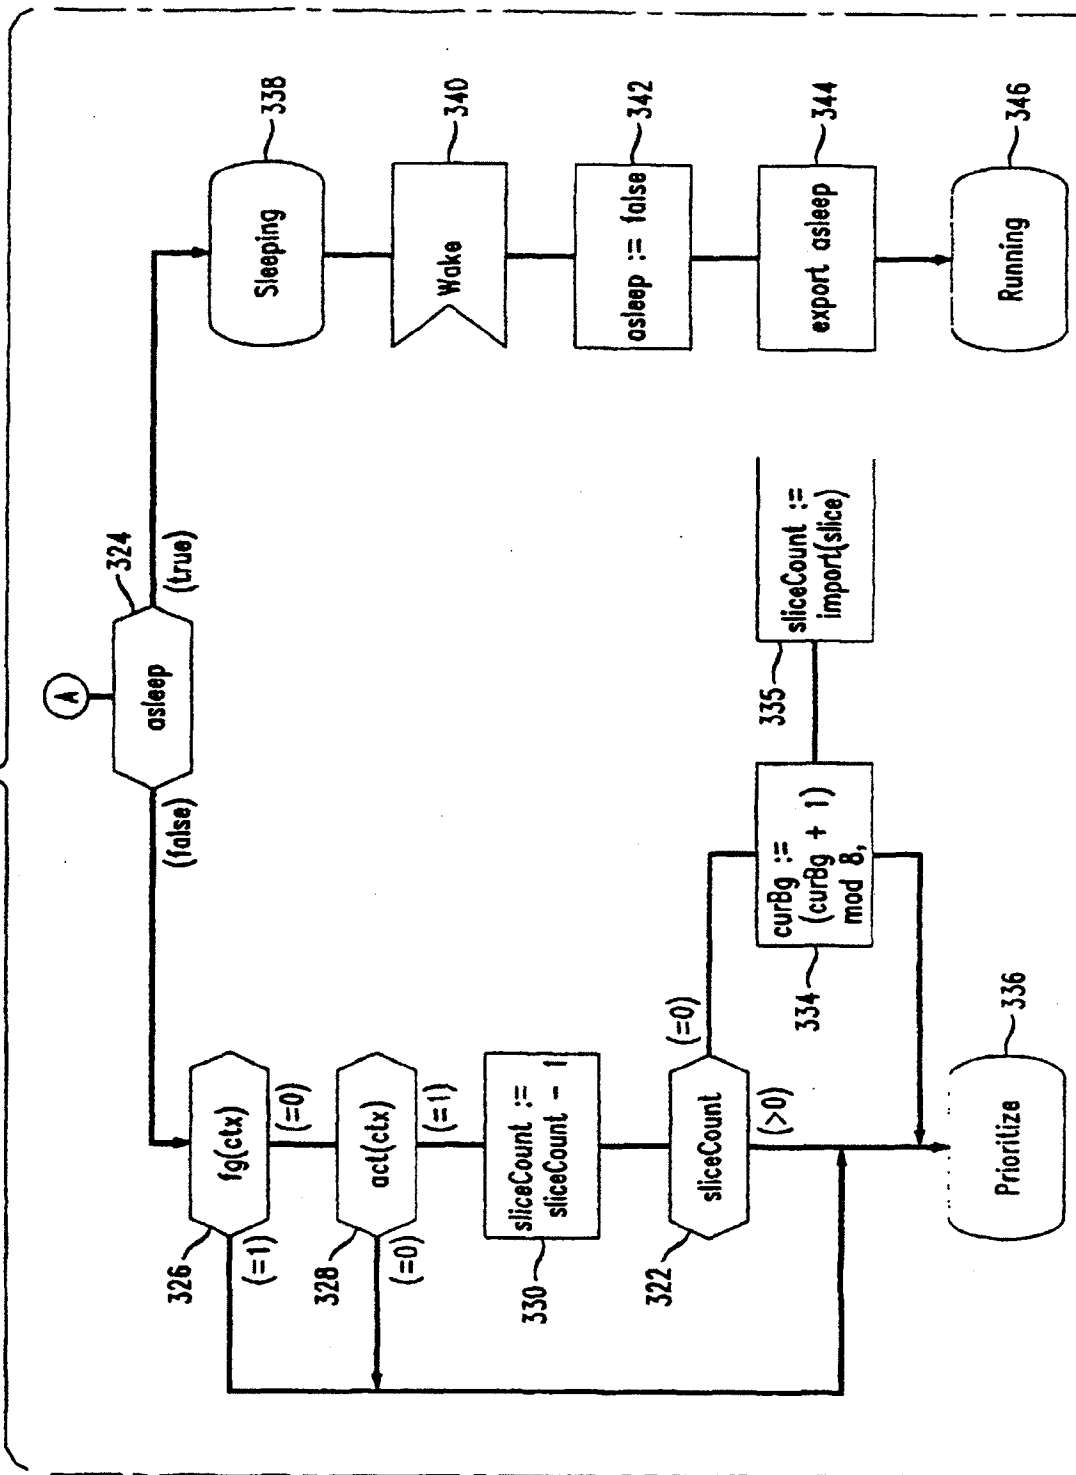 A
asleep
324
(false)
(true)
fg(ctx)
326
(=1)
(=0)
act(ctx)
328
(=0)
(=1)
sliceCount :=
sliceCount - 1
330
sliceCount
322
(=0)
(>0)
curBg :=
(curBg + 1)
mod 8,
334
sliceCount :=
import(slice)
335
Prioritize
336
Sleeping
338
Wake
340
asleep := false
342
export asleep
344
Running
346